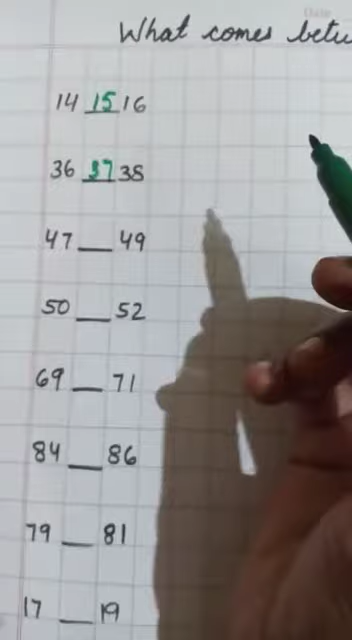 What comes
14 15 16
36 37 38
47 __ 49
50 __ 52
69 __ 71
84 __ 86
79 __ 81
17 __ 19